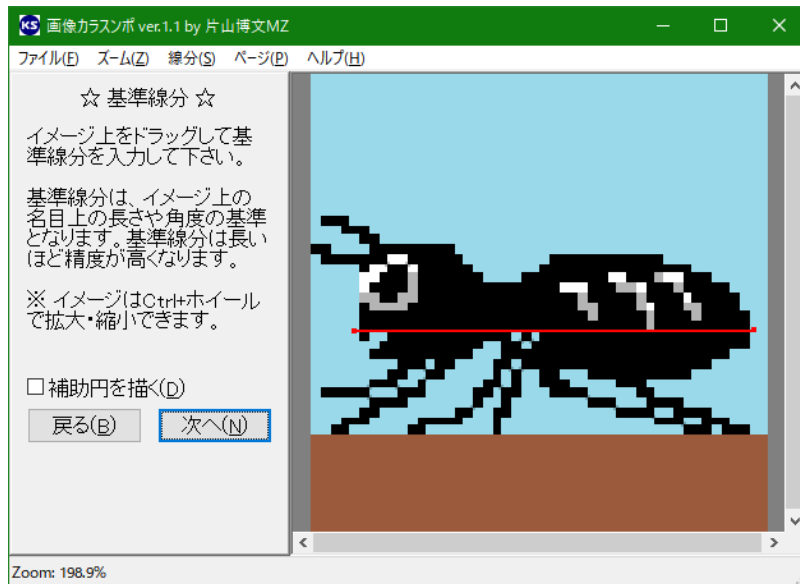 KS 画像カラスンポ ver.1.1 by 片山博文MZ
ファイル(F) ズーム(Z) 線分(S) ページ(P) ヘルプ(H)
☆ 基準線分 ☆
イメージ上をドラッグして基
準線分を入力して下さい。
基準線分は、イメージ上の
名目上の長さや角度の基準
となります。基準線分は長い
ほど精度が高くなります。
※ イメージはCtrl+ホイール
で拡大・縮小できます。
補助円を描く(D)
戻る(B) 次へ(N)
Zoom: 198.9%